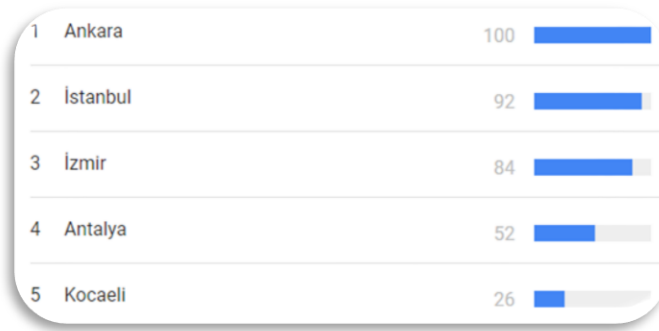 1 Ankara 100
2 İstanbul 92
3 İzmir 84
4 Antalya 52
5 Kocaeli 26